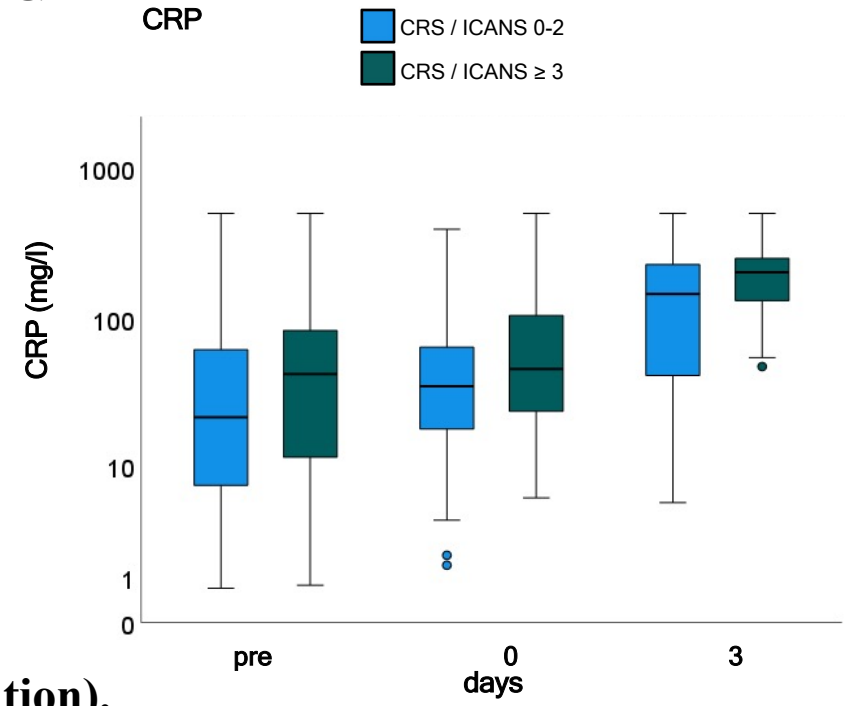 CRP
CRS / ICANS 0-2
CRS / ICANS ≥ 3
CRP (mg/l)
1000
100
10
1
0
pre 0 3
days
tion).